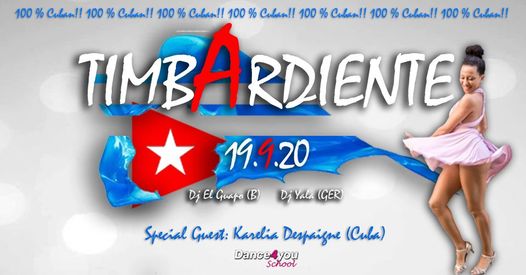 100 % Cuban!! 100 % Cuban!! 100 % Cuban!! 100 % Cuban!! 100 % Cuban!! 100 % Cuban!! 100 % Cuban!!
TIMBARDIENTE
19.9.20
Dj El Guapo (B) Dj Yala (GER)
Special Guest: Karelia Despaigne (Cuba)
Dance4you
School